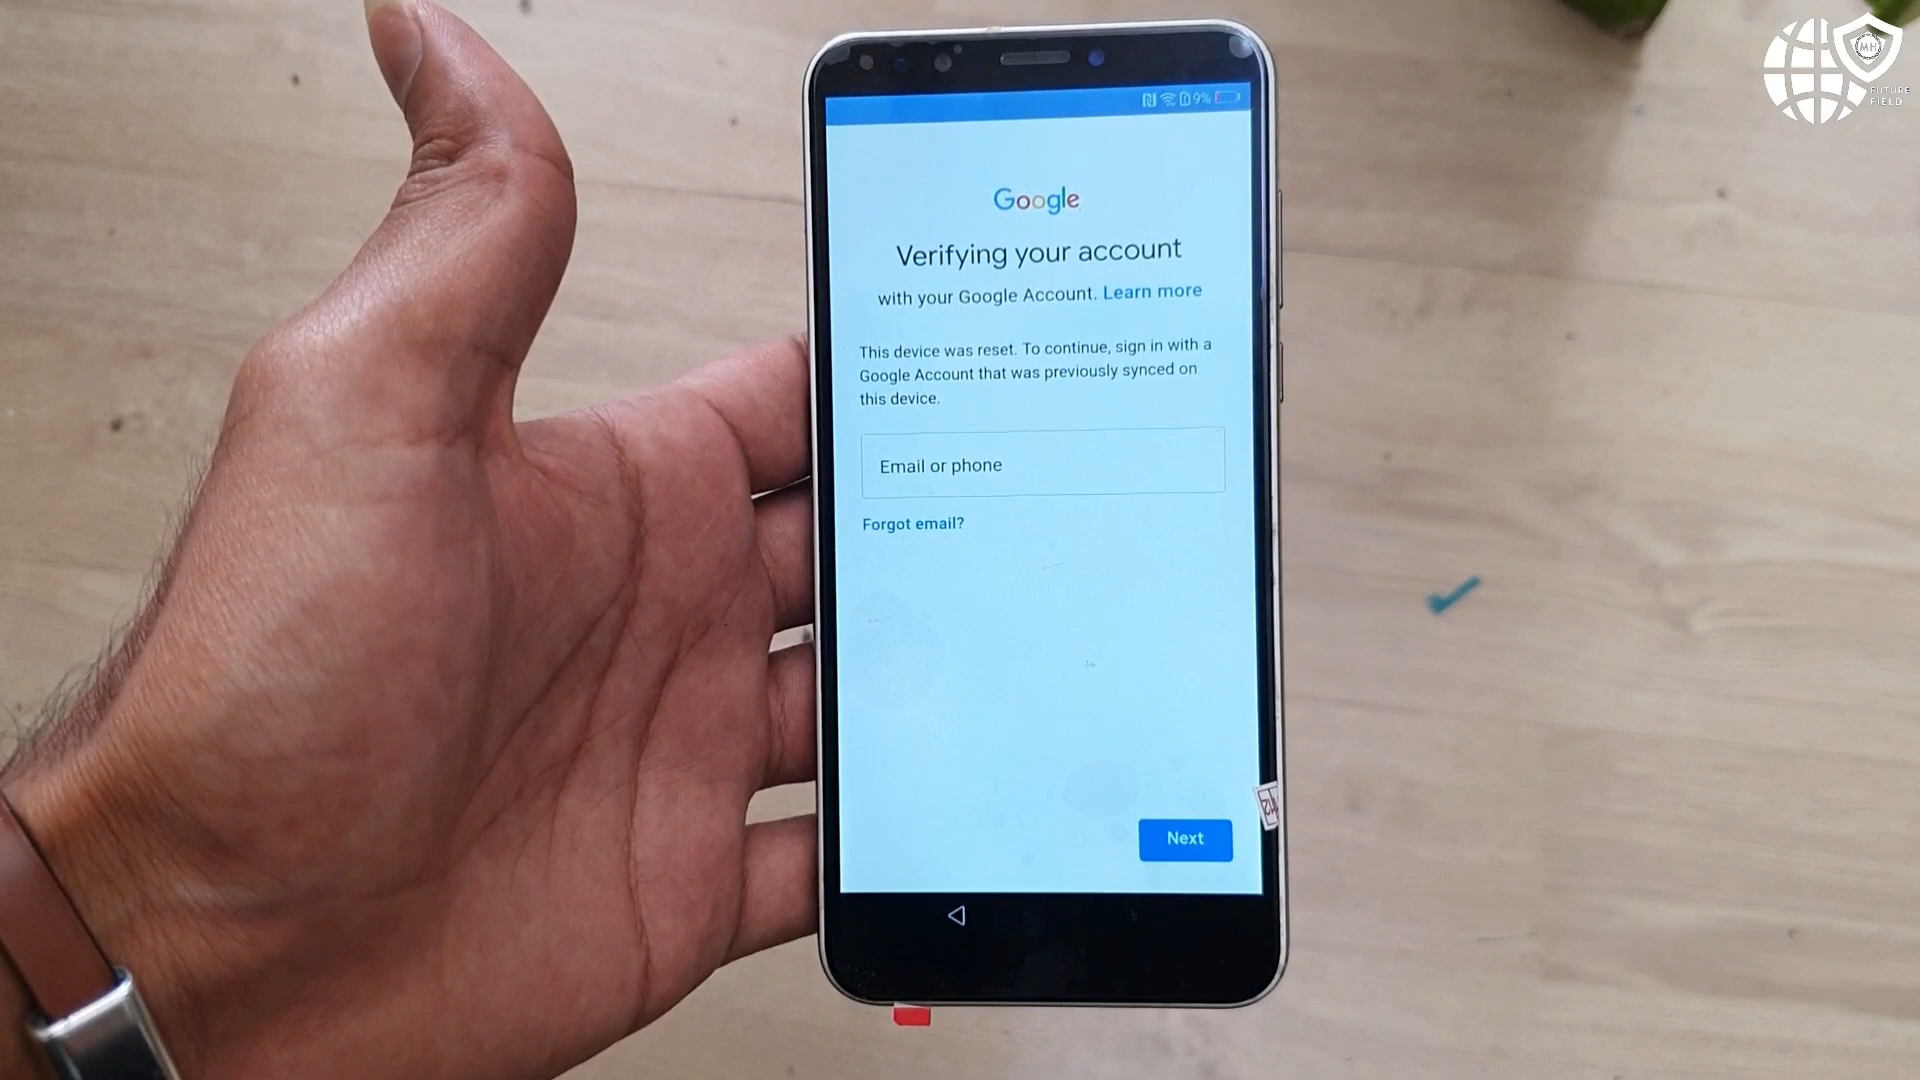 MH
FUTURE
FIELD
9%
Google
Verifying your account
with your Google Account. Learn more
This device was reset. To continue, sign in with a
Google Account that was previously synced on
this device.
Email or phone
Forgot email?
Next